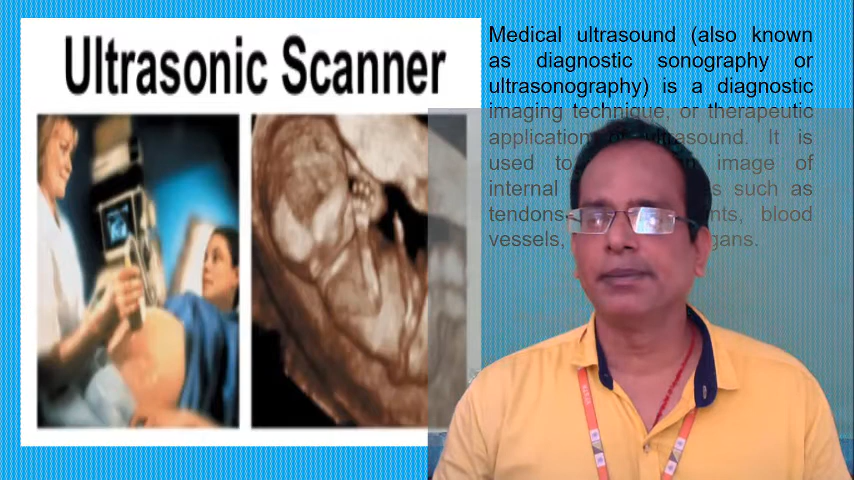 Ultrasonic Scanner
Medical ultrasound (also known
as diagnostic sonography or
ultrasonography) is a diagnostic
imaging technique, or therapeutic
application of ultrasound. It is
used to image of
internal such as
tendons, blood
vessels,